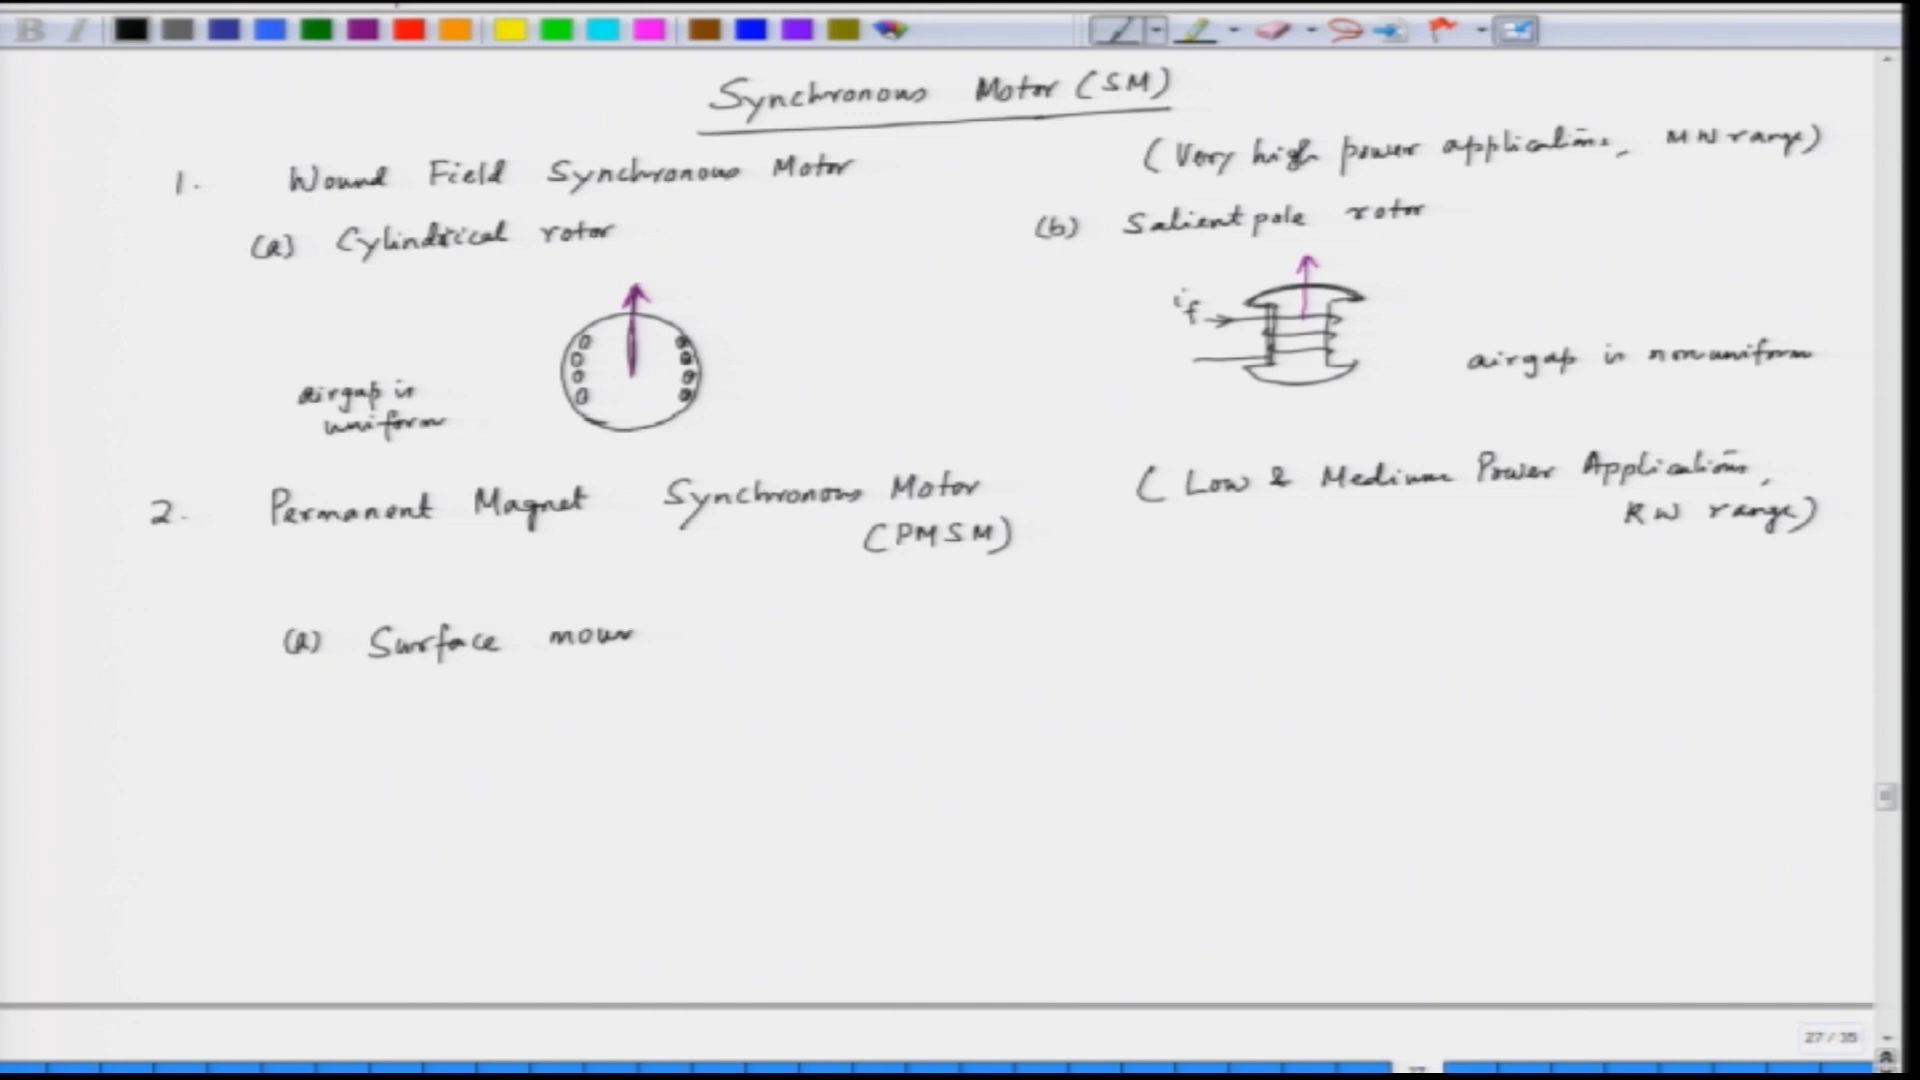 B I
Synchronous Motor (SM)
1. Wound Field Synchronous Motor (Very high power applications, MW range)
(a) Cylindrical rotor (b) Salient pole rotor
if
airgap is nonuniform
airgap is
uniform
2. Permanent Magnet Synchronous Motor (Low & Medium Power Applications,
(PMSM) KW range)
(a) Surface moun
27 / 35